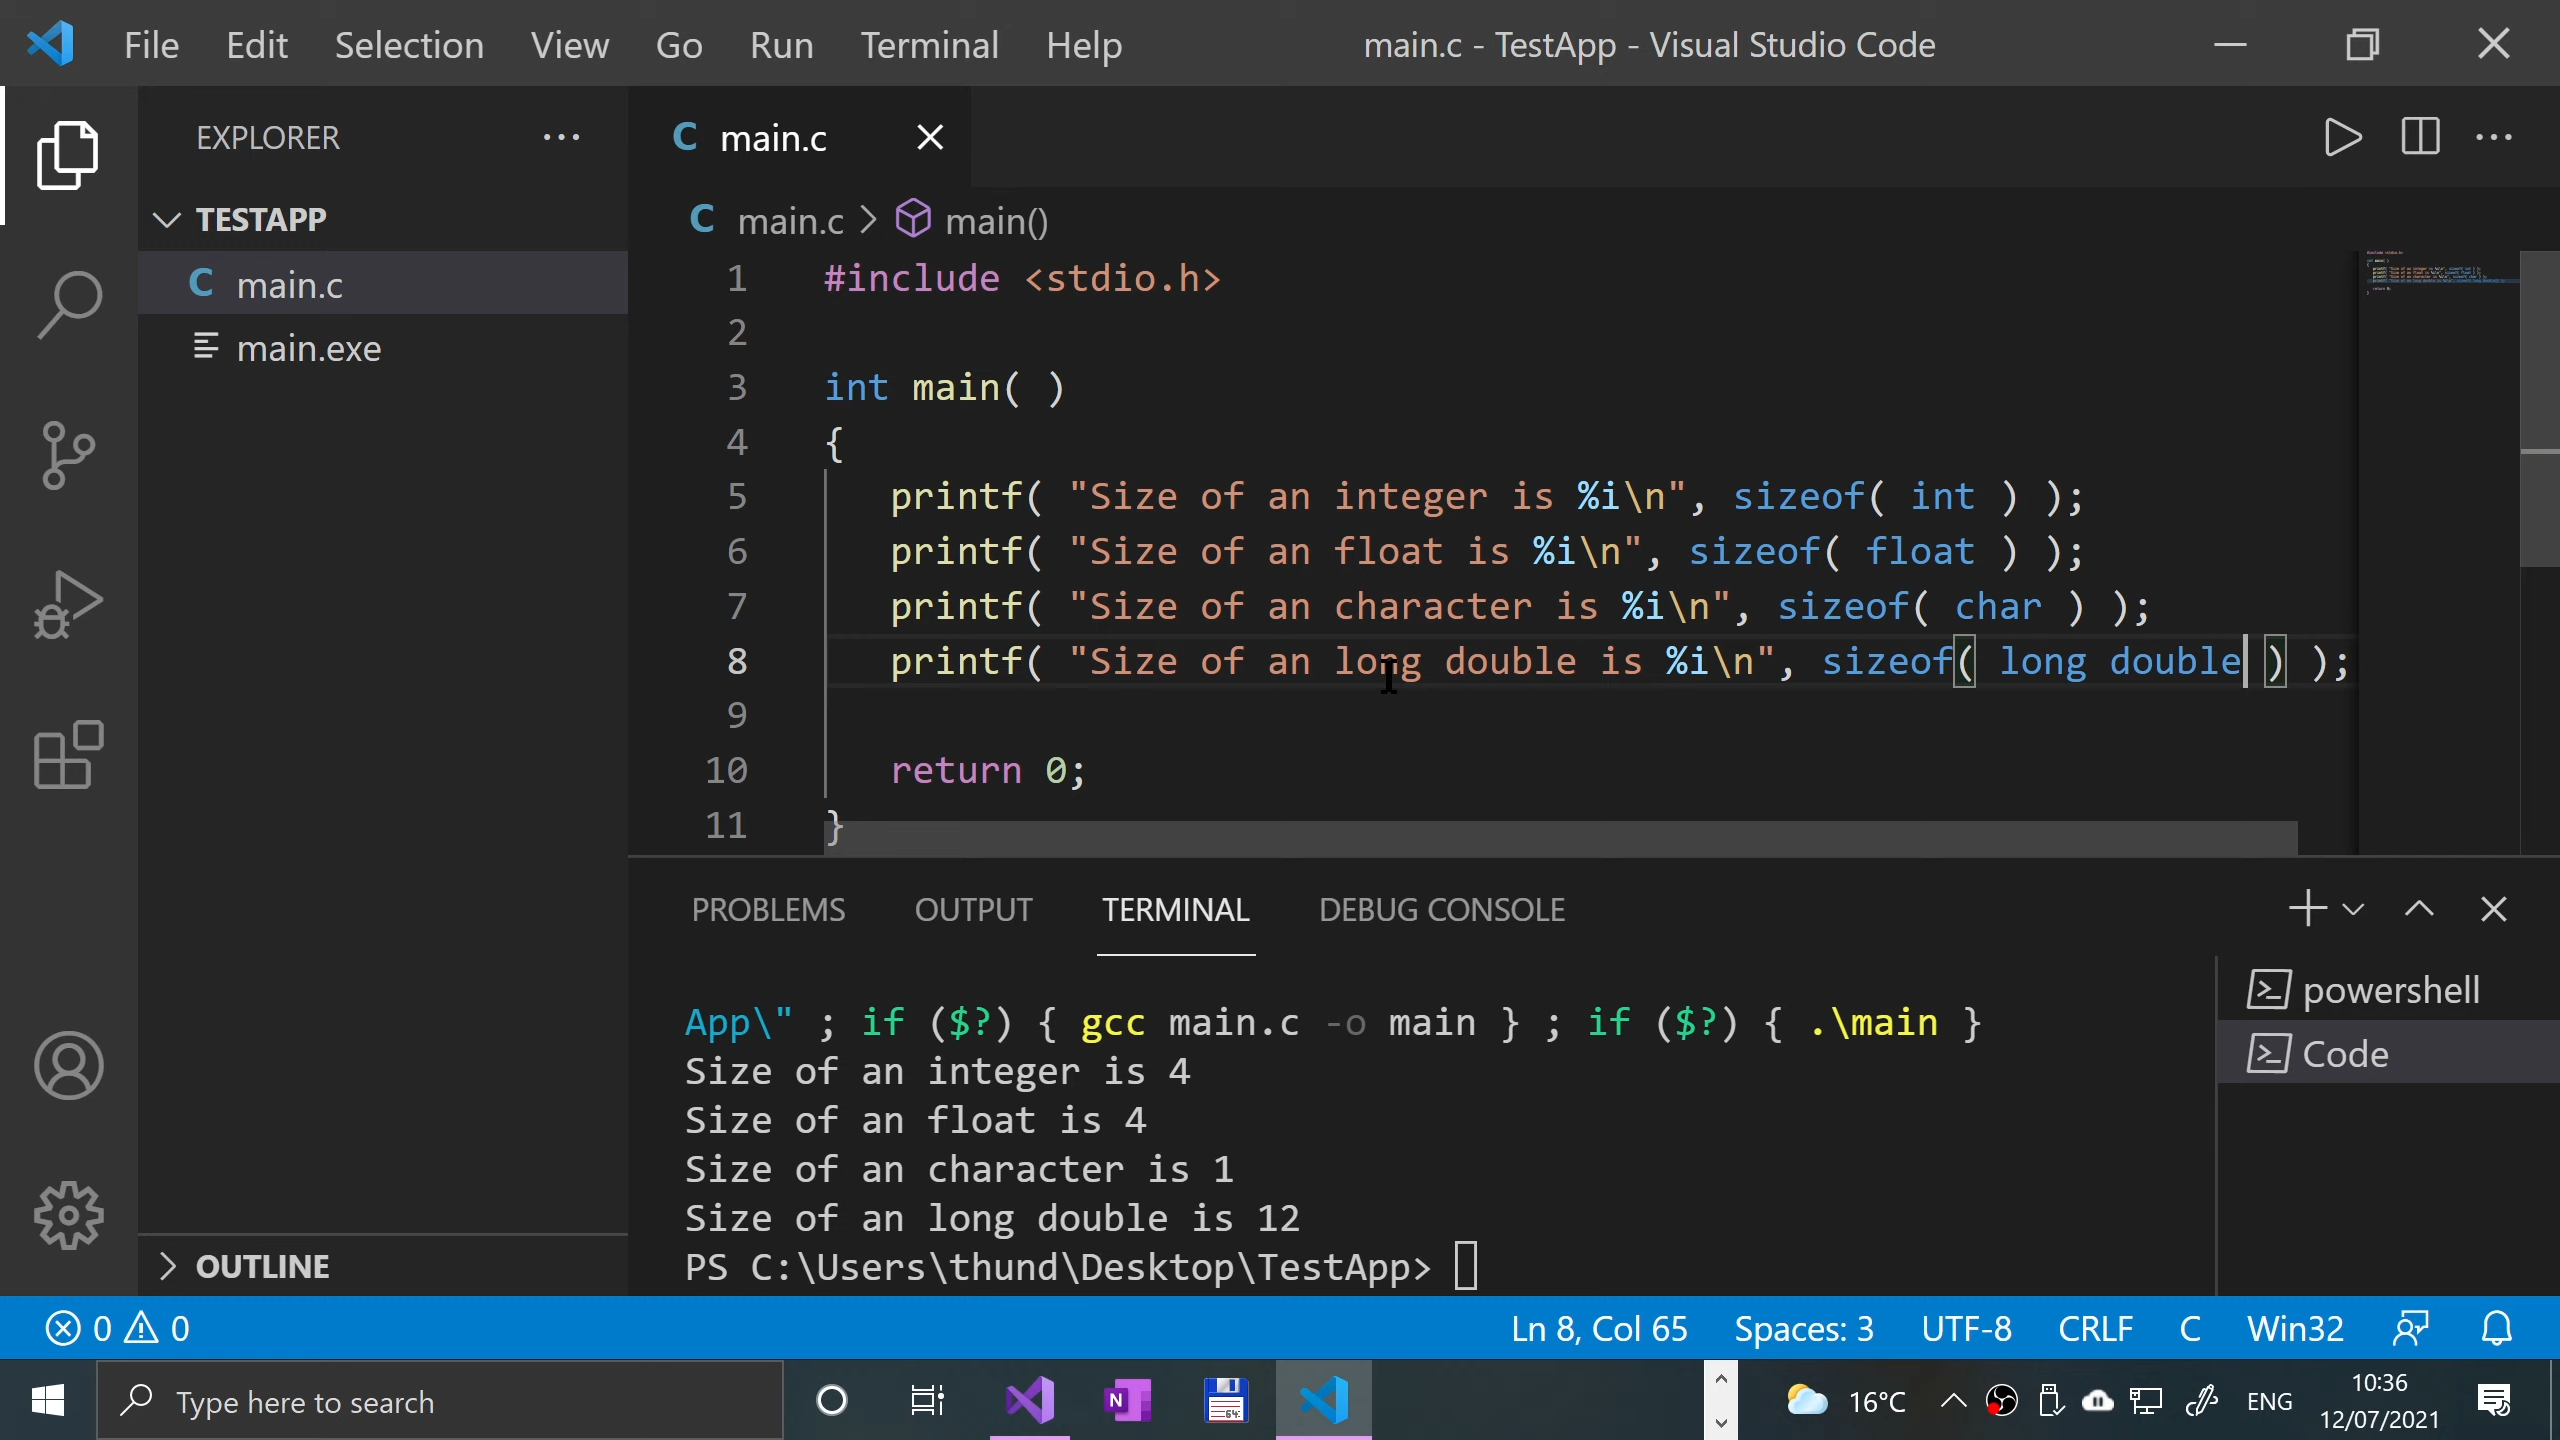 File Edit Selection View Go Run Terminal Help
main.c - TestApp - Visual Studio Code
EXPLORER
TESTAPP
C main.c
main.exe
OUTLINE
C main.c
C main.c > main()
1 #include <stdio.h>
2
3 int main( )
4 {
5 printf( "Size of an integer is %i\n", sizeof( int ) );
6 printf( "Size of an float is %i\n", sizeof( float ) );
7 printf( "Size of an character is %i\n", sizeof( char ) );
8 printf( "Size of an long double is %i\n", sizeof( long double ) );
9
10 return 0;
11 }
PROBLEMS OUTPUT TERMINAL DEBUG CONSOLE
App\" ; if ($?) { gcc main.c -o main } ; if ($?) { .\main }
Size of an integer is 4
Size of an float is 4
Size of an character is 1
Size of an long double is 12
PS C:\Users\thund\Desktop\TestApp>
powershell
Code
0 0
Ln 8, Col 65 Spaces: 3 UTF-8 CRLF C Win32
Type here to search
N
64
16°C
ENG
10:36
12/07/2021